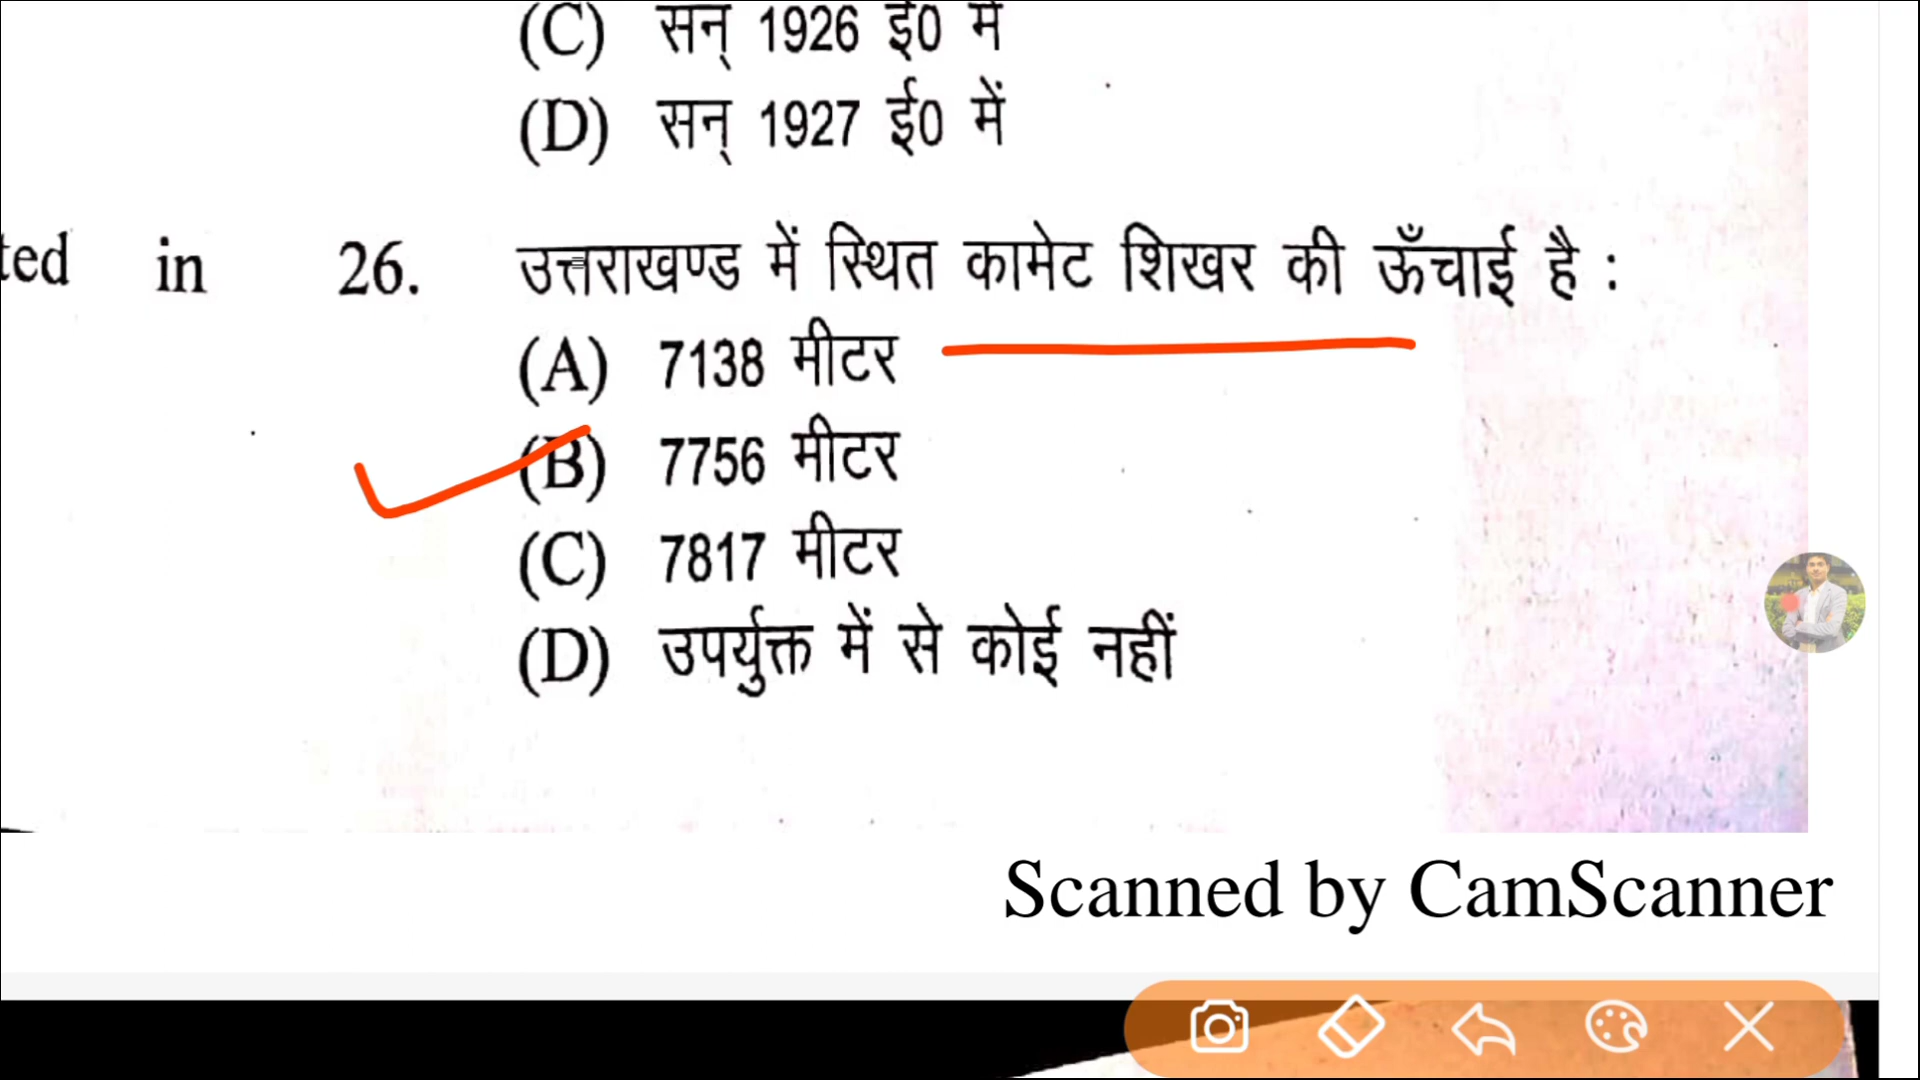 (C) सन् 1926 ई0 में
(D) सन् 1927 ई0 में
ted in
26. उत्तराखण्ड में स्थित कामेट शिखर की ऊँचाई है :
(A) 7138 मीटर
(B) 7756 मीटर
(C) 7817 मीटर
(D) उपर्युक्त में से कोई नहीं
Scanned by CamScanner